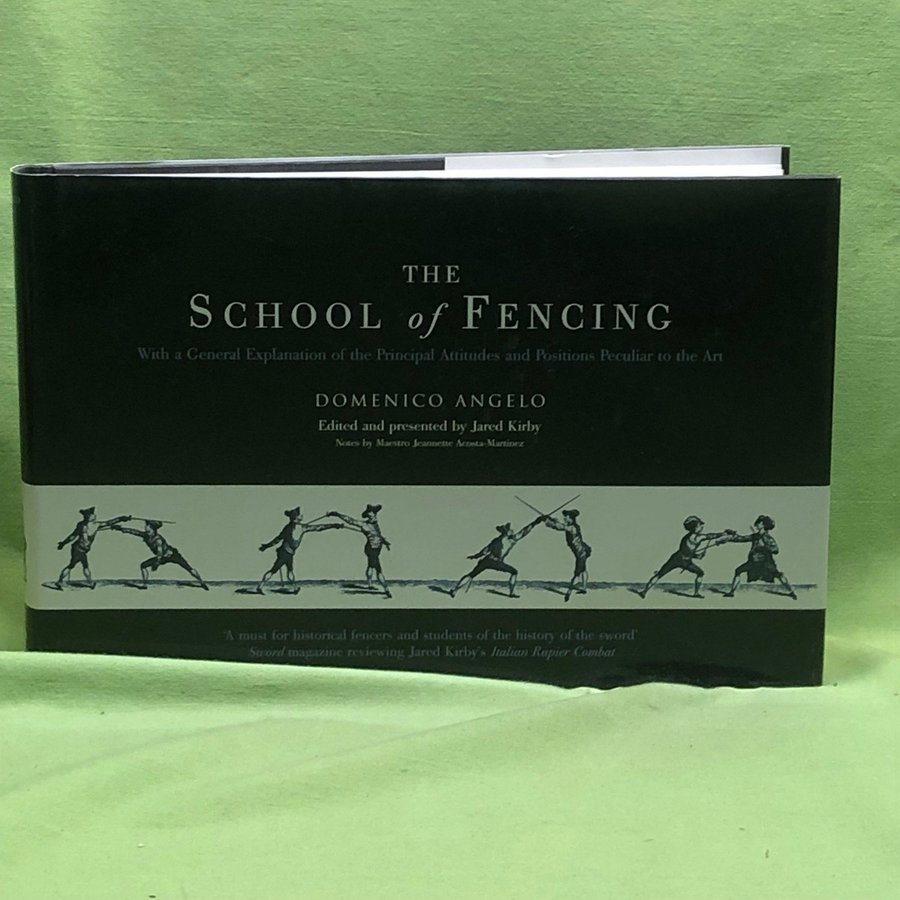 THE
SCHOOL of FENCING
With a General Explanation of the Principal Attitudes and Positions Peculiar to the Art
DOMENICO ANGELO
Edited and presented by Jared Kirby
Notes by Maestro Jeannette Acosta-Martínez
'A must for historical fencers and students of the history of the sword'
Sword magazine reviewing Jared Kirby's Italian Rapier Combat